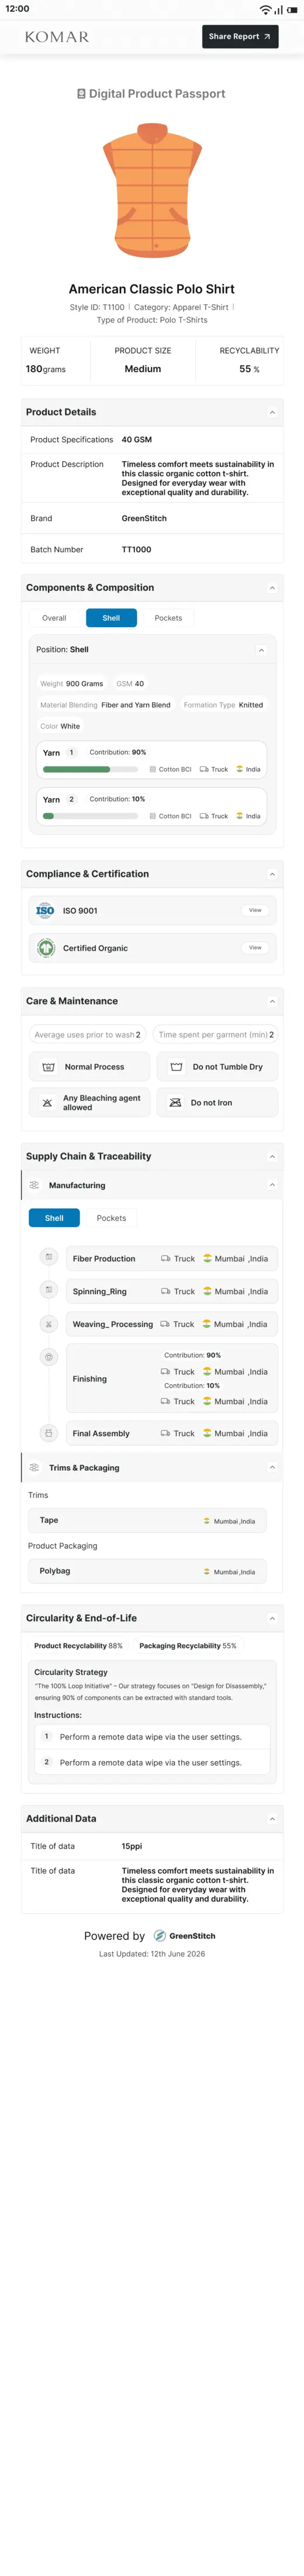 12:00
KOMAR
Share Report
Digital Product Passport
American Classic Polo Shirt
Style ID: T1100 | Category: Apparel T-Shirt |
Type of Product: Polo T-Shirts
WEIGHT PRODUCT SIZE RECYCLABILITY
180grams Medium 55 %
Product Details
Product Specifications 40 GSM
Product Description Timeless comfort meets sustainability in
this classic organic cotton t-shirt.
Designed for everyday wear with
exceptional quality and durability.
Brand GreenStitch
Batch Number TT1000
Components & Composition
Overall Shell Pockets
Position: Shell
Weight 900 Grams GSM 40
Material Blending Fiber and Yarn Blend Formation Type Knitted
Color White
Yarn 1 Contribution: 90%
Cotton BCI Truck India
Yarn 2 Contribution: 10%
Cotton BCI Truck India
Compliance & Certification
ISO ISO 9001 View
Certified Organic View
Care & Maintenance
Average uses prior to wash 2 Time spent per garment (min) 2
Normal Process Do not Tumble Dry
Any Bleaching agent
allowed
Do not Iron
Supply Chain & Traceability
Manufacturing
Shell Pockets
Fiber Production Truck Mumbai ,India
Spinning_Ring Truck Mumbai ,India
Weaving_ Processing Truck Mumbai ,India
Contribution: 90%
Truck Mumbai ,India
Finishing
Contribution: 10%
Truck Mumbai ,India
Final Assembly Truck Mumbai ,India
Trims & Packaging
Trims
Tape Mumbai ,India
Product Packaging
Polybag Mumbai ,India
Circularity & End-of-Life
Product Recyclability 88% Packaging Recyclability 55%
Circularity Strategy
"The 100% Loop Initiative" – Our strategy focuses on "Design for Disassembly,"
ensuring 90% of components can be extracted with standard tools.
Instructions:
1 Perform a remote data wipe via the user settings.
2 Perform a remote data wipe via the user settings.
Additional Data
Title of data 15ppi
Title of data Timeless comfort meets sustainability in
this classic organic cotton t-shirt.
Designed for everyday wear with
exceptional quality and durability.
Powered by GreenStitch
Last Updated: 12th June 2026